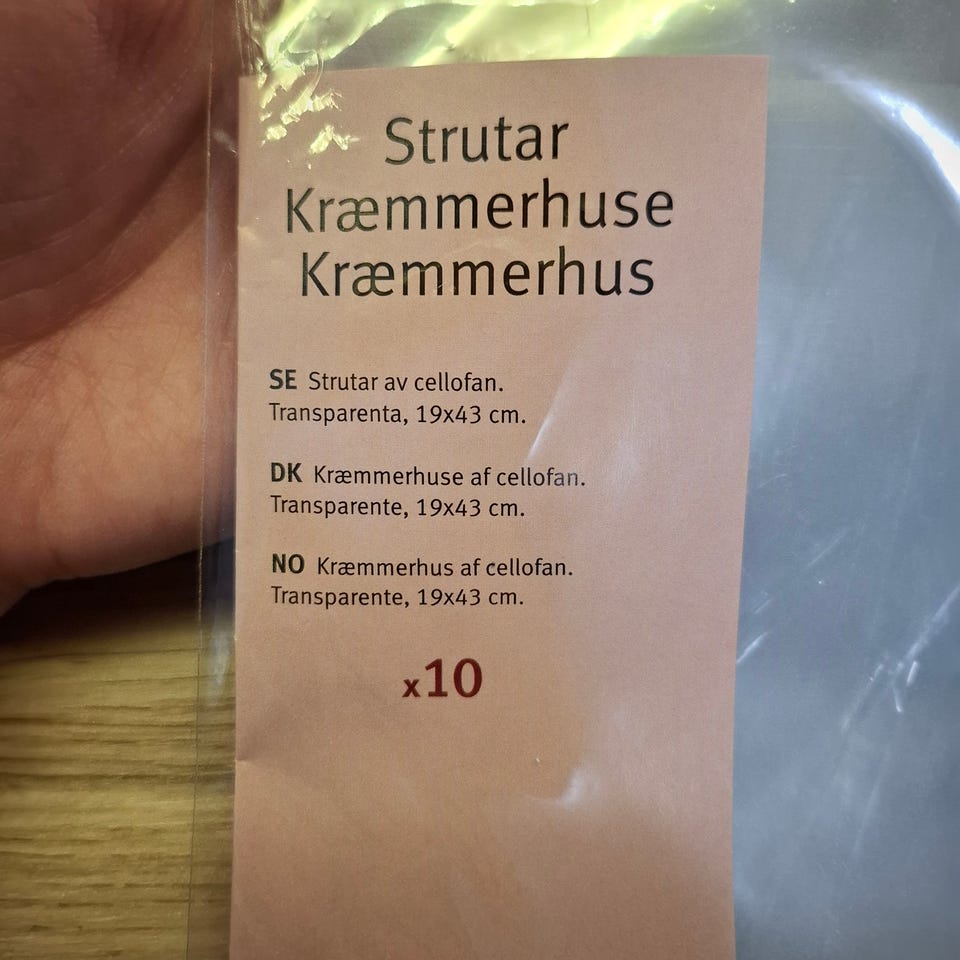 Strutar
Kræmmerhuse
Kræmmerhus
SE Strutar av cellofan.
Transparenta, 19x43 cm.
DK Kræmmerhuse af cellofan.
Transparente, 19x43 cm.
NO Kræmmerhus af cellofan.
Transparente, 19x43 cm.
x10